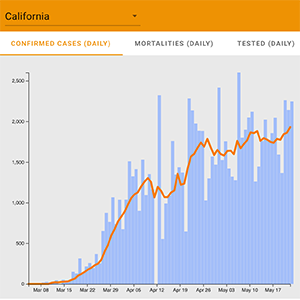 California
CONFIRMED CASES (DAILY) MORTALITIES (DAILY) TESTED (DAILY)
2,500
2,000
1,500
1,000
500
0
Mar 08 Mar 15 Mar 22 Mar 29 Apr 05 Apr 12 Apr 19 Apr 26 May 03 May 10 May 17